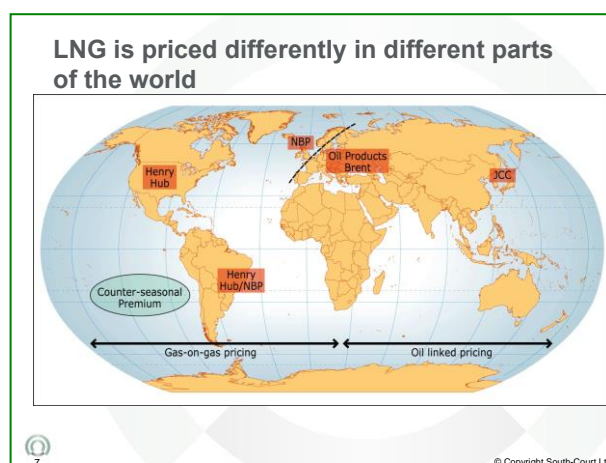 LNG is priced differently in different parts
of the world
NBP
Oil Products
Brent
Henry
Hub
JCC
Henry
Hub/NBP
Counter-seasonal
Premium
Gas-on-gas pricing
Oil linked pricing
7
© Copyright South-Court Lt